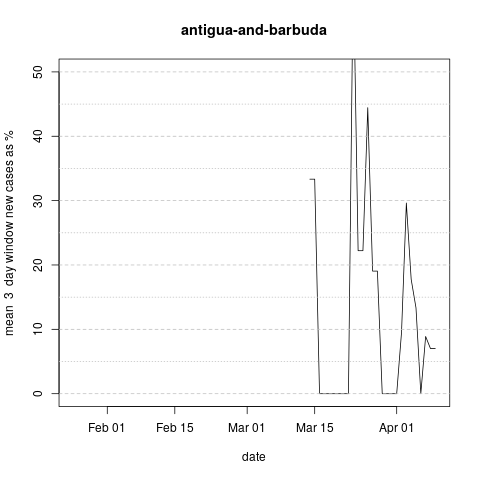 antigua-and-barbuda
mean 3 day window new cases as %
50
40
30
20
10
0
Feb 01 Feb 15 Mar 01 Mar 15 Apr 01
date